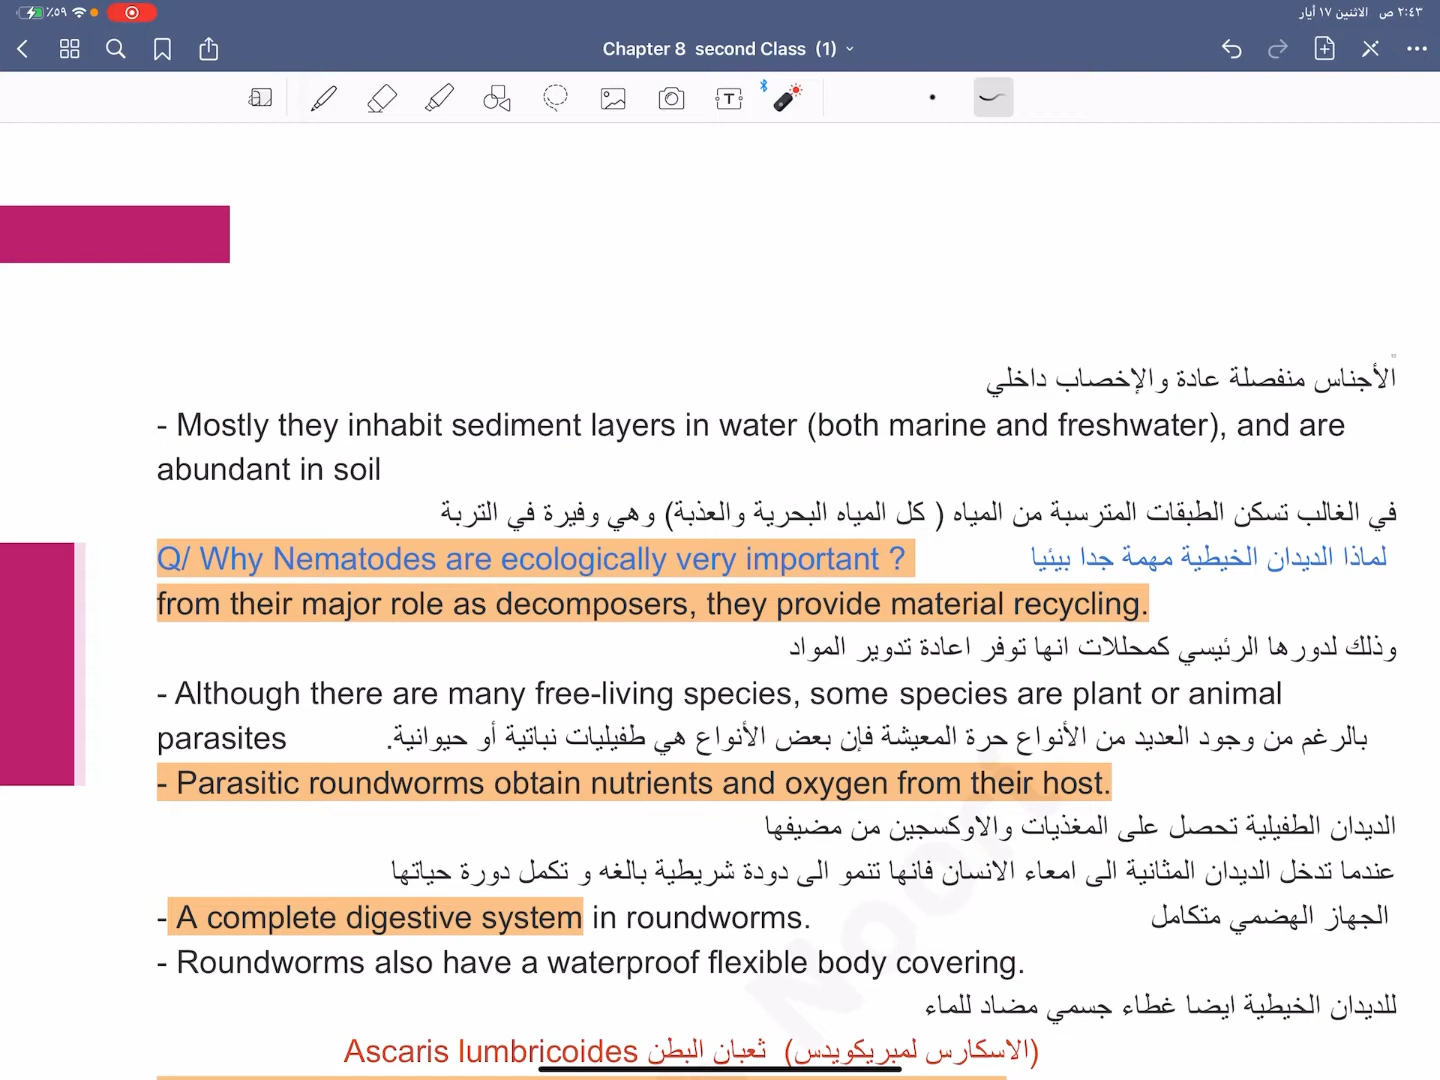 ٪٥٩
٢:٤٣ ص الاثنين ١٧ أيار
Chapter 8 second Class (1)
الأجناس منفصلة عادة والإخصاب داخلي
- Mostly they inhabit sediment layers in water (both marine and freshwater), and are
abundant in soil
في الغالب تسكن الطبقات المترسبة من المياه ( كل المياه البحرية والعذبة) وهي وفيرة في التربة
Q/ Why Nematodes are ecologically very important ? لماذا الديدان الخيطية مهمة جدا بيئيا
from their major role as decomposers, they provide material recycling.
وذلك لدورها الرئيسي كمحللات انها توفر اعادة تدوير المواد
- Although there are many free-living species, some species are plant or animal
parasites بالرغم من وجود العديد من الأنواع حرة المعيشة فإن بعض الأنواع هي طفيليات نباتية أو حيوانية.
- Parasitic roundworms obtain nutrients and oxygen from their host.
الديدان الطفيلية تحصل على المغذيات والاوكسجين من مضيفها
عندما تدخل الديدان المثانية الى امعاء الانسان فانها تنمو الى دودة شريطية بالغه و تكمل دورة حياتها
- A complete digestive system in roundworms. الجهاز الهضمي متكامل
- Roundworms also have a waterproof flexible body covering.
للديدان الخيطية ايضا غطاء جسمي مضاد للماء
Ascaris lumbricoides ثعبان البطن (الاسكارس لمبريكويدس)